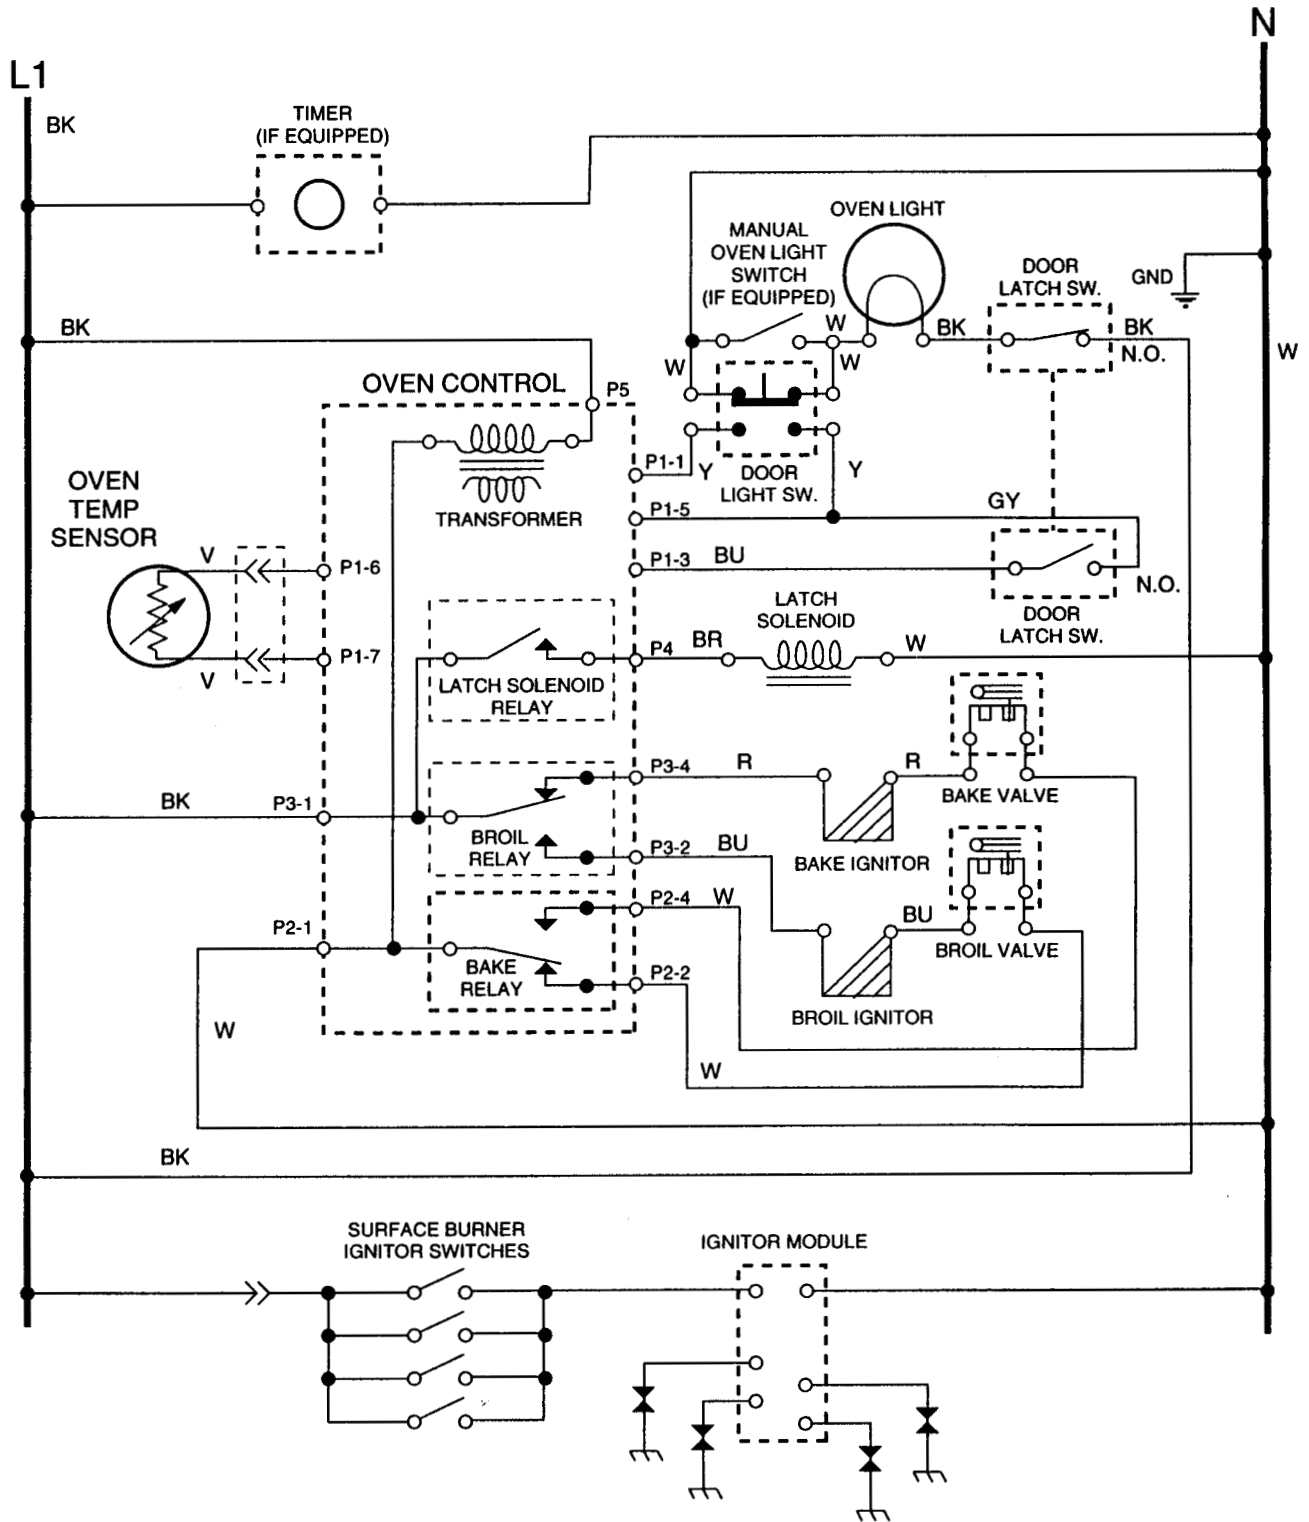 N
L1
BK
TIMER
(IF EQUIPPED)
OVEN LIGHT
MANUAL
OVEN LIGHT
SWITCH
(IF EQUIPPED)
DOOR
LATCH SW.
GND
BK
W
BK
BK
N.O.
W
W
W
OVEN CONTROL
P5
P1-1
Y
DOOR
LIGHT SW.
Y
OVEN
TEMP
SENSOR
TRANSFORMER
P1-5
GY
V
P1-6
P1-3
BU
N.O.
DOOR
LATCH SW.
LATCH
SOLENOID
P1-7
V
P4
BR
W
LATCH SOLENOID
RELAY
P3-4
R
R
BAKE VALVE
BK
P3-1
BROIL
RELAY
P3-2
BU
BAKE IGNITOR
P2-4
W
BU
P2-1
BROIL VALVE
BAKE
RELAY
P2-2
BROIL IGNITOR
W
W
BK
SURFACE BURNER
IGNITOR SWITCHES
IGNITOR MODULE